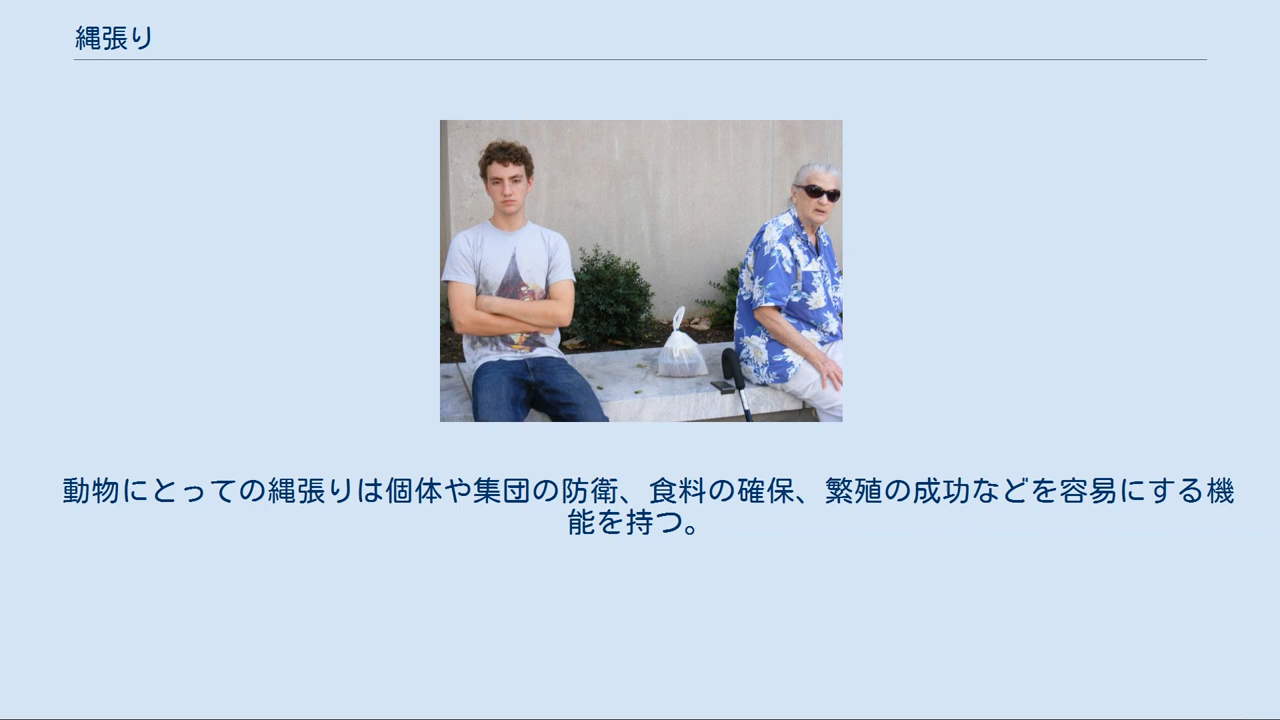 縄張り
動物にとっての縄張りは個体や集団の防衛、食料の確保、繁殖の成功などを容易にする機
能を持つ。